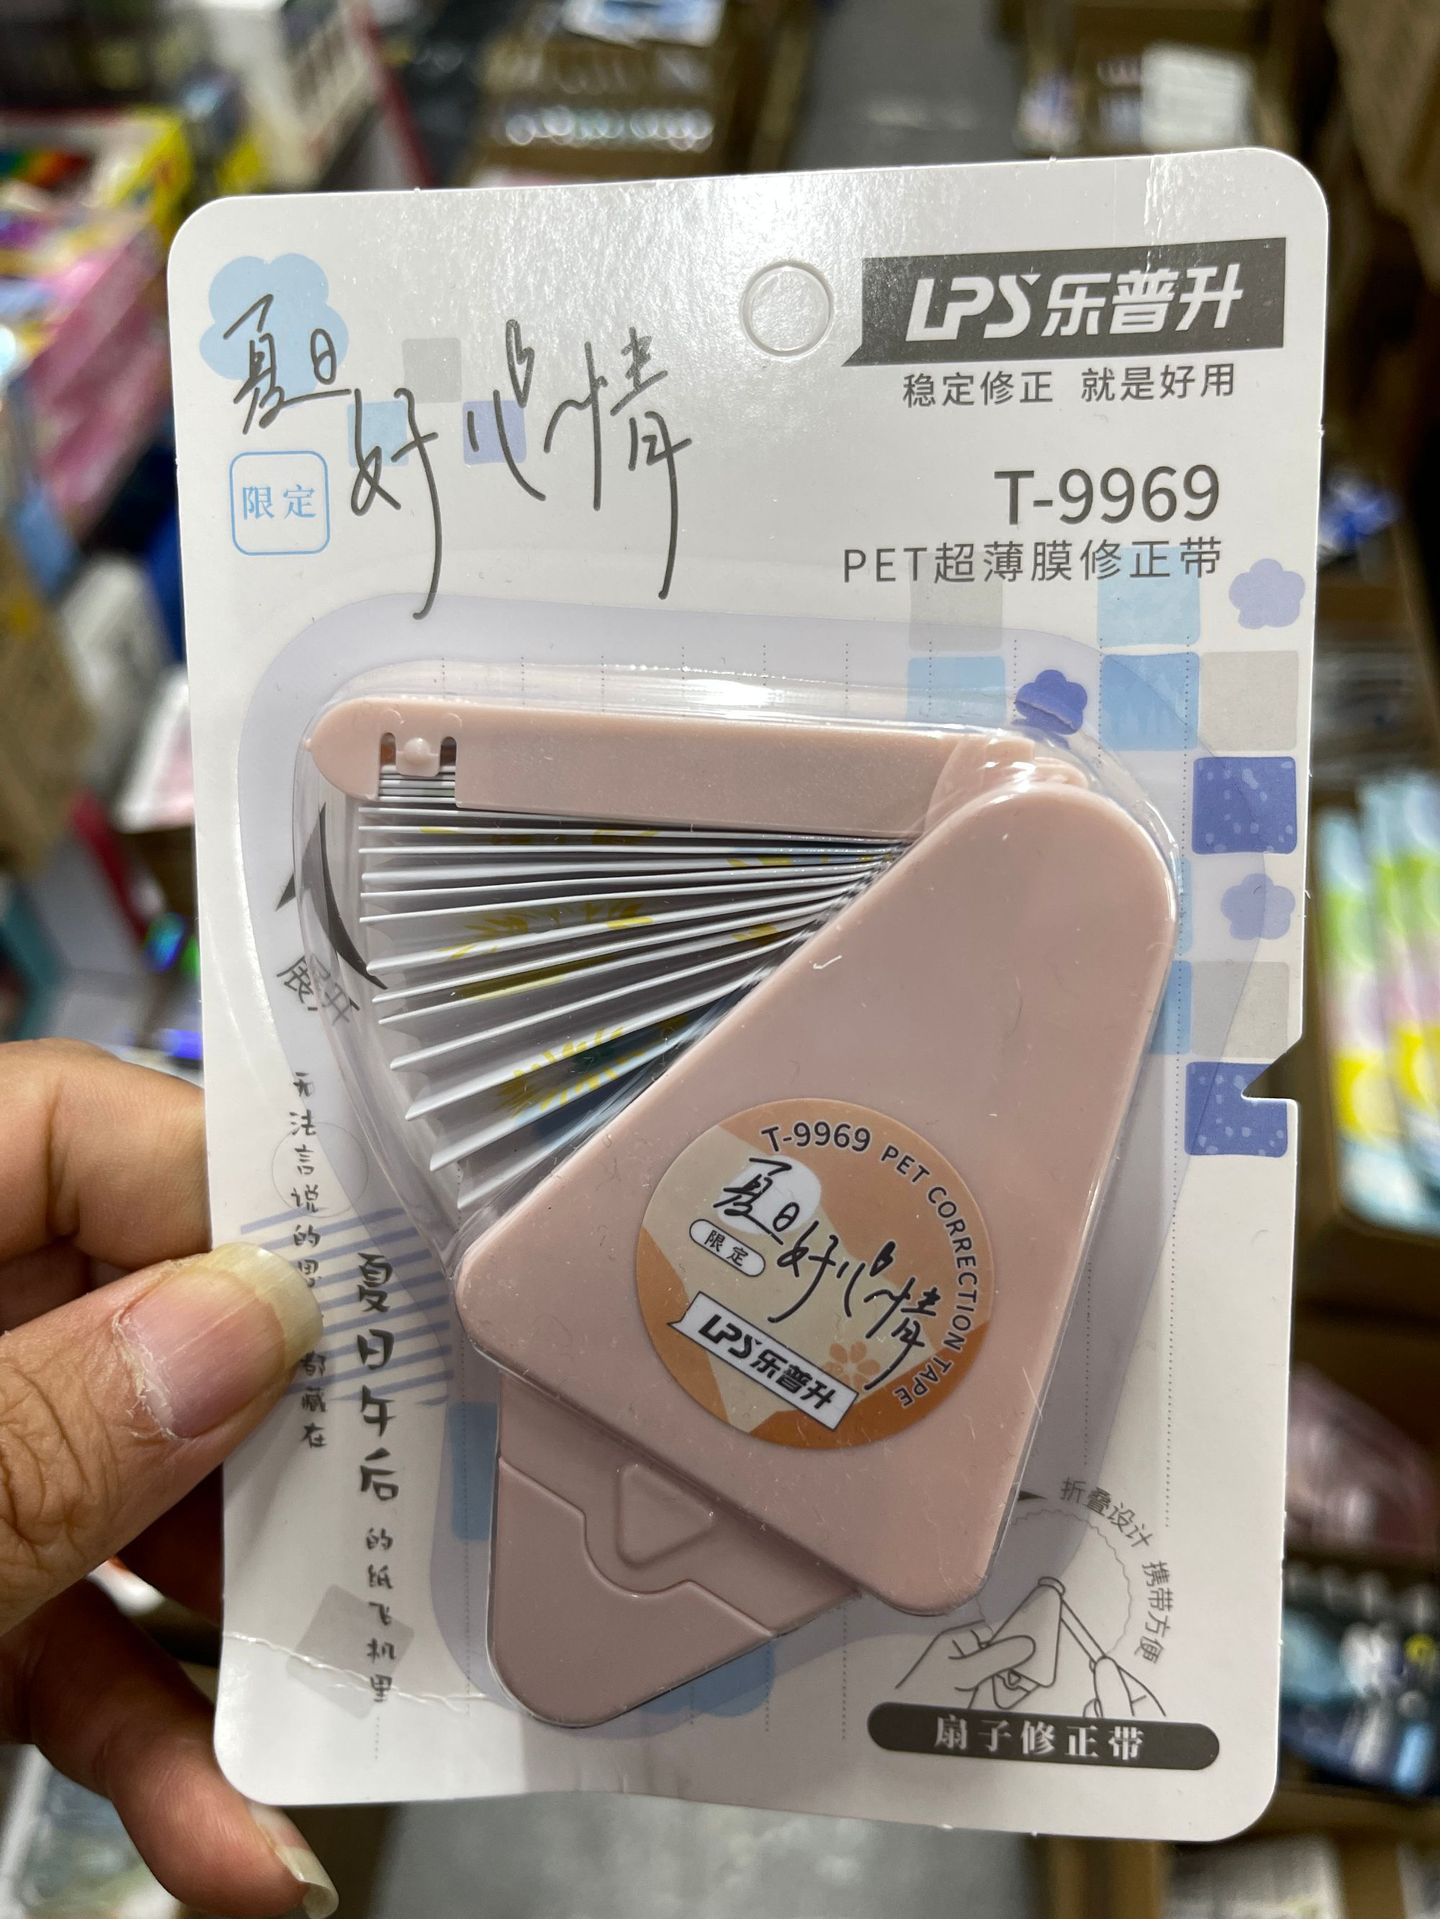 夏日
好心情
限定
LPS乐普升
稳定修正 就是好用
T-9969
PET超薄膜修正带
展开
无法言说的思
都藏在
夏日午后
的纸飞机里
T-9969 PET CORRECTION TAPE
夏日
好心情
限定
LPS乐普升
折叠设计 携带方便
扇子修正带